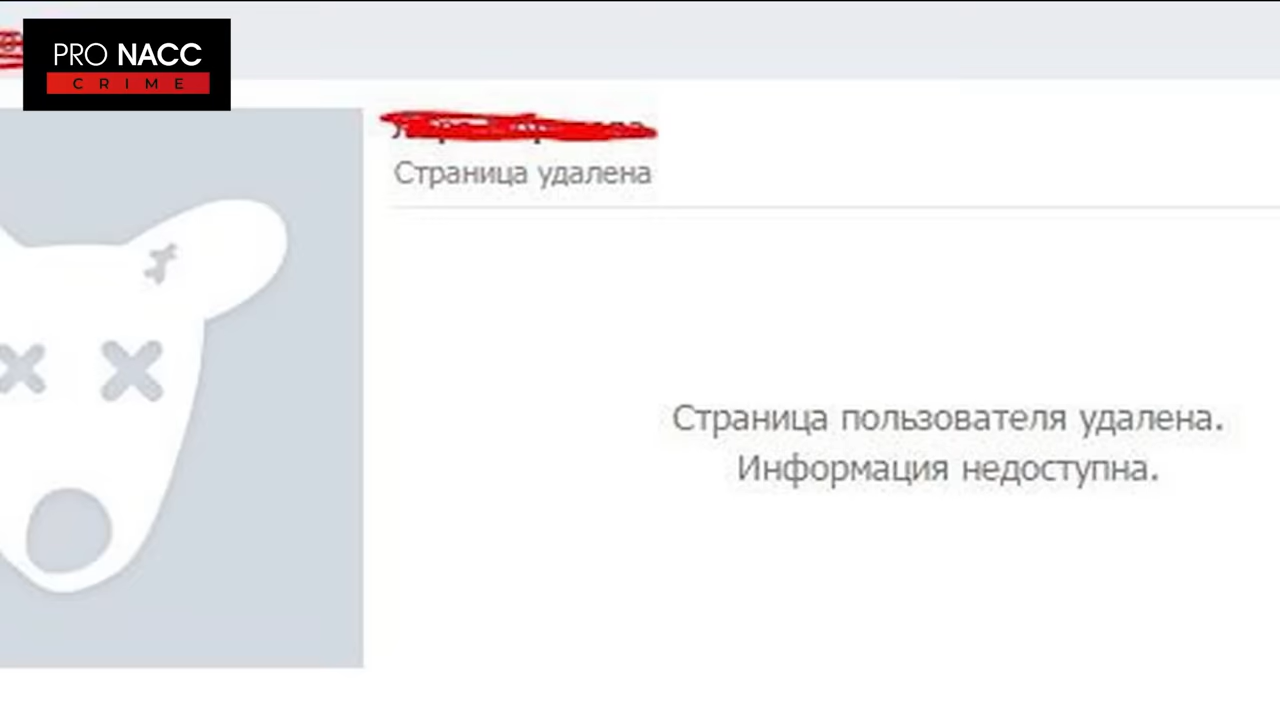 PRO NACC
CRIME
Страница удалена
Страница пользователя удалена.
Информация недоступна.